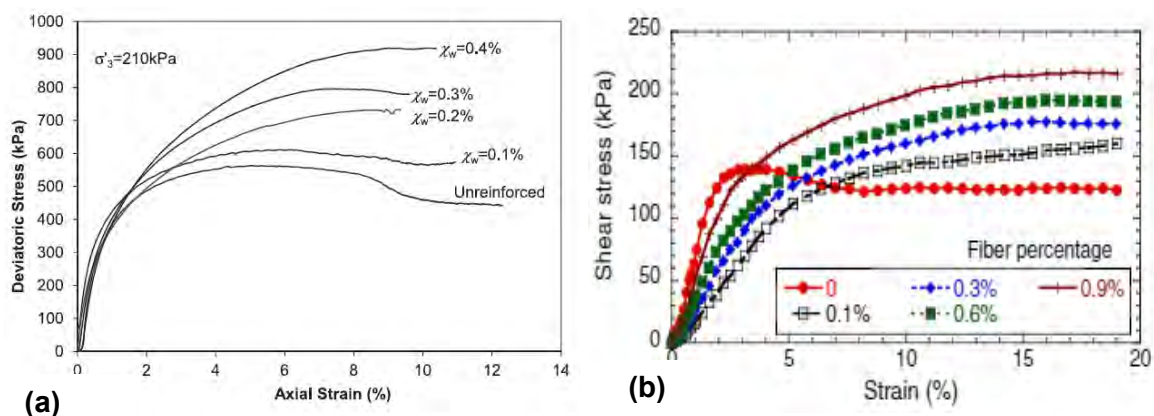 1000
900
800
700
600
500
400
300
200
100
0
Deviatoric Stress (kPa)
σ'₃=210kPa
χw=0.4%
χw=0.3%
χw=0.2%
χw=0.1%
Unreinforced
0 2 4 6 8 10 12 14
Axial Strain (%)
(a)
250
200
150
100
50
0
Shear stress (kPa)
Fiber percentage
0 0.3% 0.9%
0.1% 0.6%
0 5 10 15 20
Strain (%)
(b)